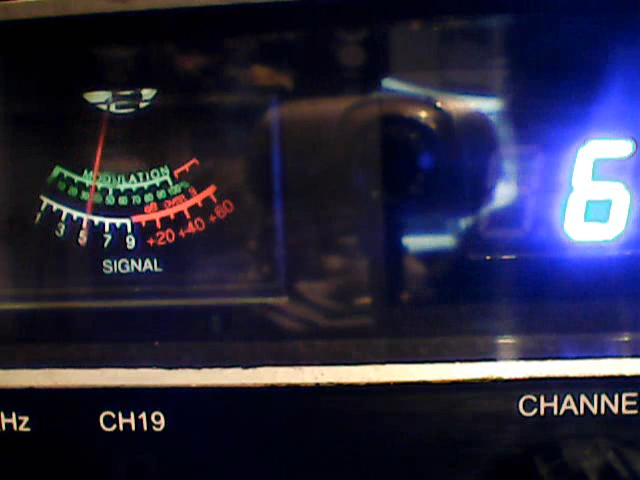 MODULATION
1 3 5 7 9 +20 +40 +60
SIGNAL
6
Hz CH19 CHANNE